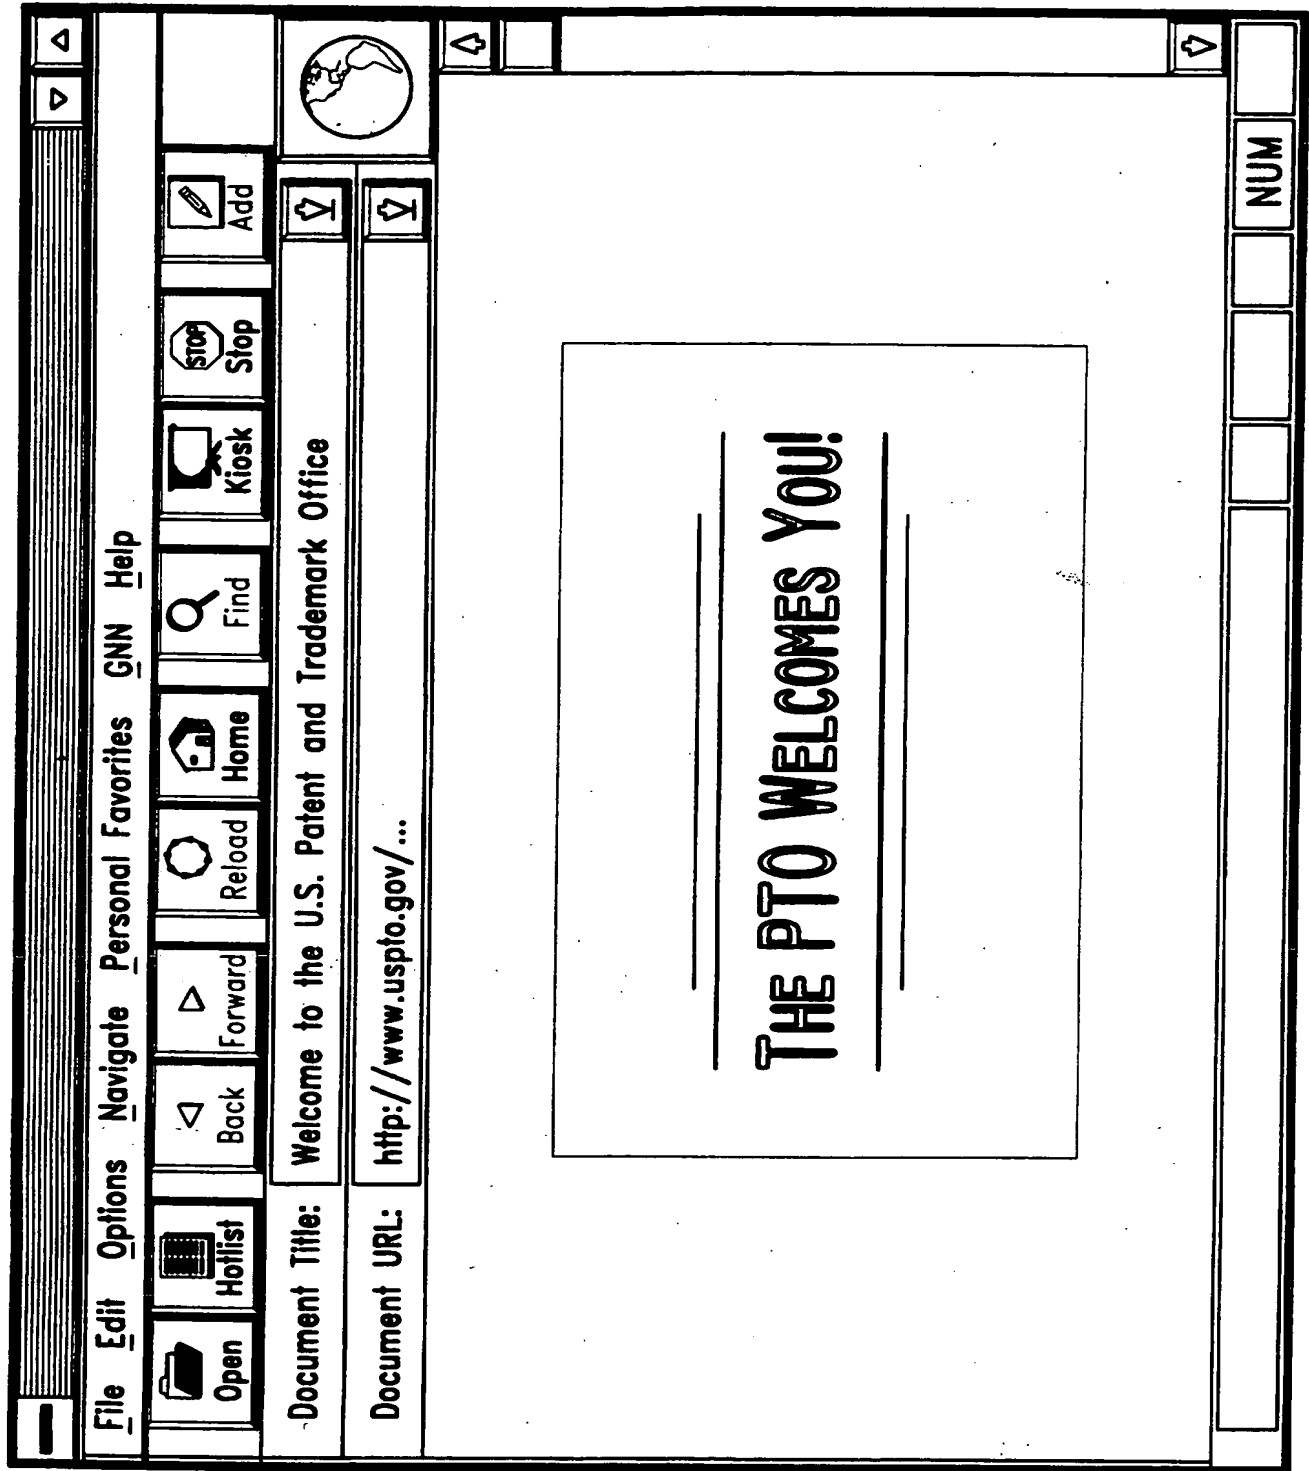 File Edit Options Navigate Personal Favorites GNN Help
Open Hotlist Back Forward Reload Home Find Kiosk STOP Stop Add
Document Title: Welcome to the U.S. Patent and Trademark Office
Document URL: http://www.uspto.gov/...
THE PTO WELCOMES YOU!
NUM